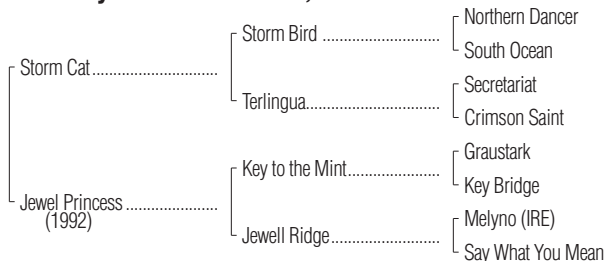 Northern Dancer
Storm Bird ........................
South Ocean
Storm Cat..........................
Secretariat
Terlingua...........................
Crimson Saint
Graustark
Key to the Mint...................
Key Bridge
Jewel Princess ...................
(1992)
Melyno (IRE)
Jewell Ridge......................
Say What You Mean